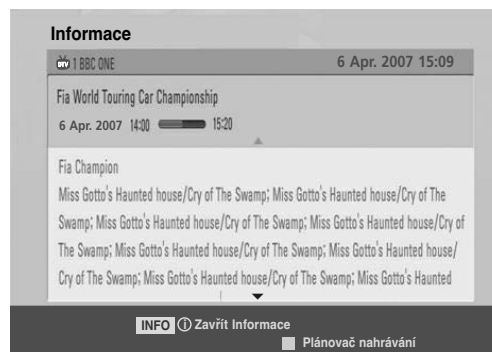 Informace
DTV 1 BBC ONE 6 Apr. 2007 15:09
Fia World Touring Car Championship
6 Apr. 2007 14:00 15:20
Fia Champion
Miss Gotto's Haunted house/Cry of The Swamp; Miss Gotto's Haunted house/Cry of The
Swamp; Miss Gotto's Haunted house/Cry of The Swamp; Miss Gotto's Haunted house/Cry of
The Swamp; Miss Gotto's Haunted house/Cry of The Swamp; Miss Gotto's Haunted house/
Cry of The Swamp; Miss Gotto's Haunted house/Cry of The Swamp; Miss Gotto's Haunted
INFO i Zavřít Informace
Plánovač nahrávání